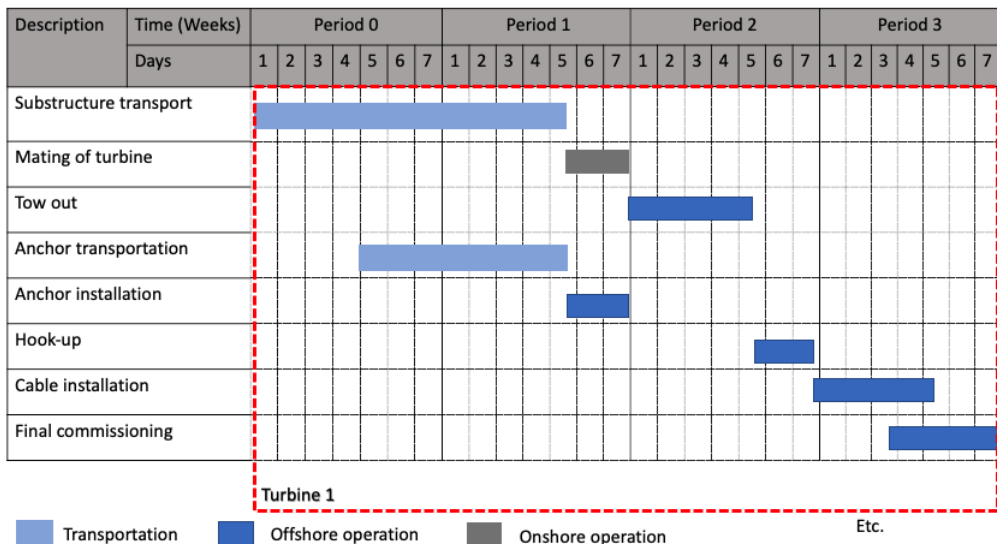 Description Time (Weeks) Period 0 Period 1 Period 2 Period 3
Days 1 2 3 4 5 6 7 1 2 3 4 5 6 7 1 2 3 4 5 6 7 1 2 3 4 5 6 7
Substructure transport
Mating of turbine
Tow out
Anchor transportation
Anchor installation
Hook-up
Cable installation
Final commissioning
Turbine 1
Transportation Offshore operation Onshore operation Etc.